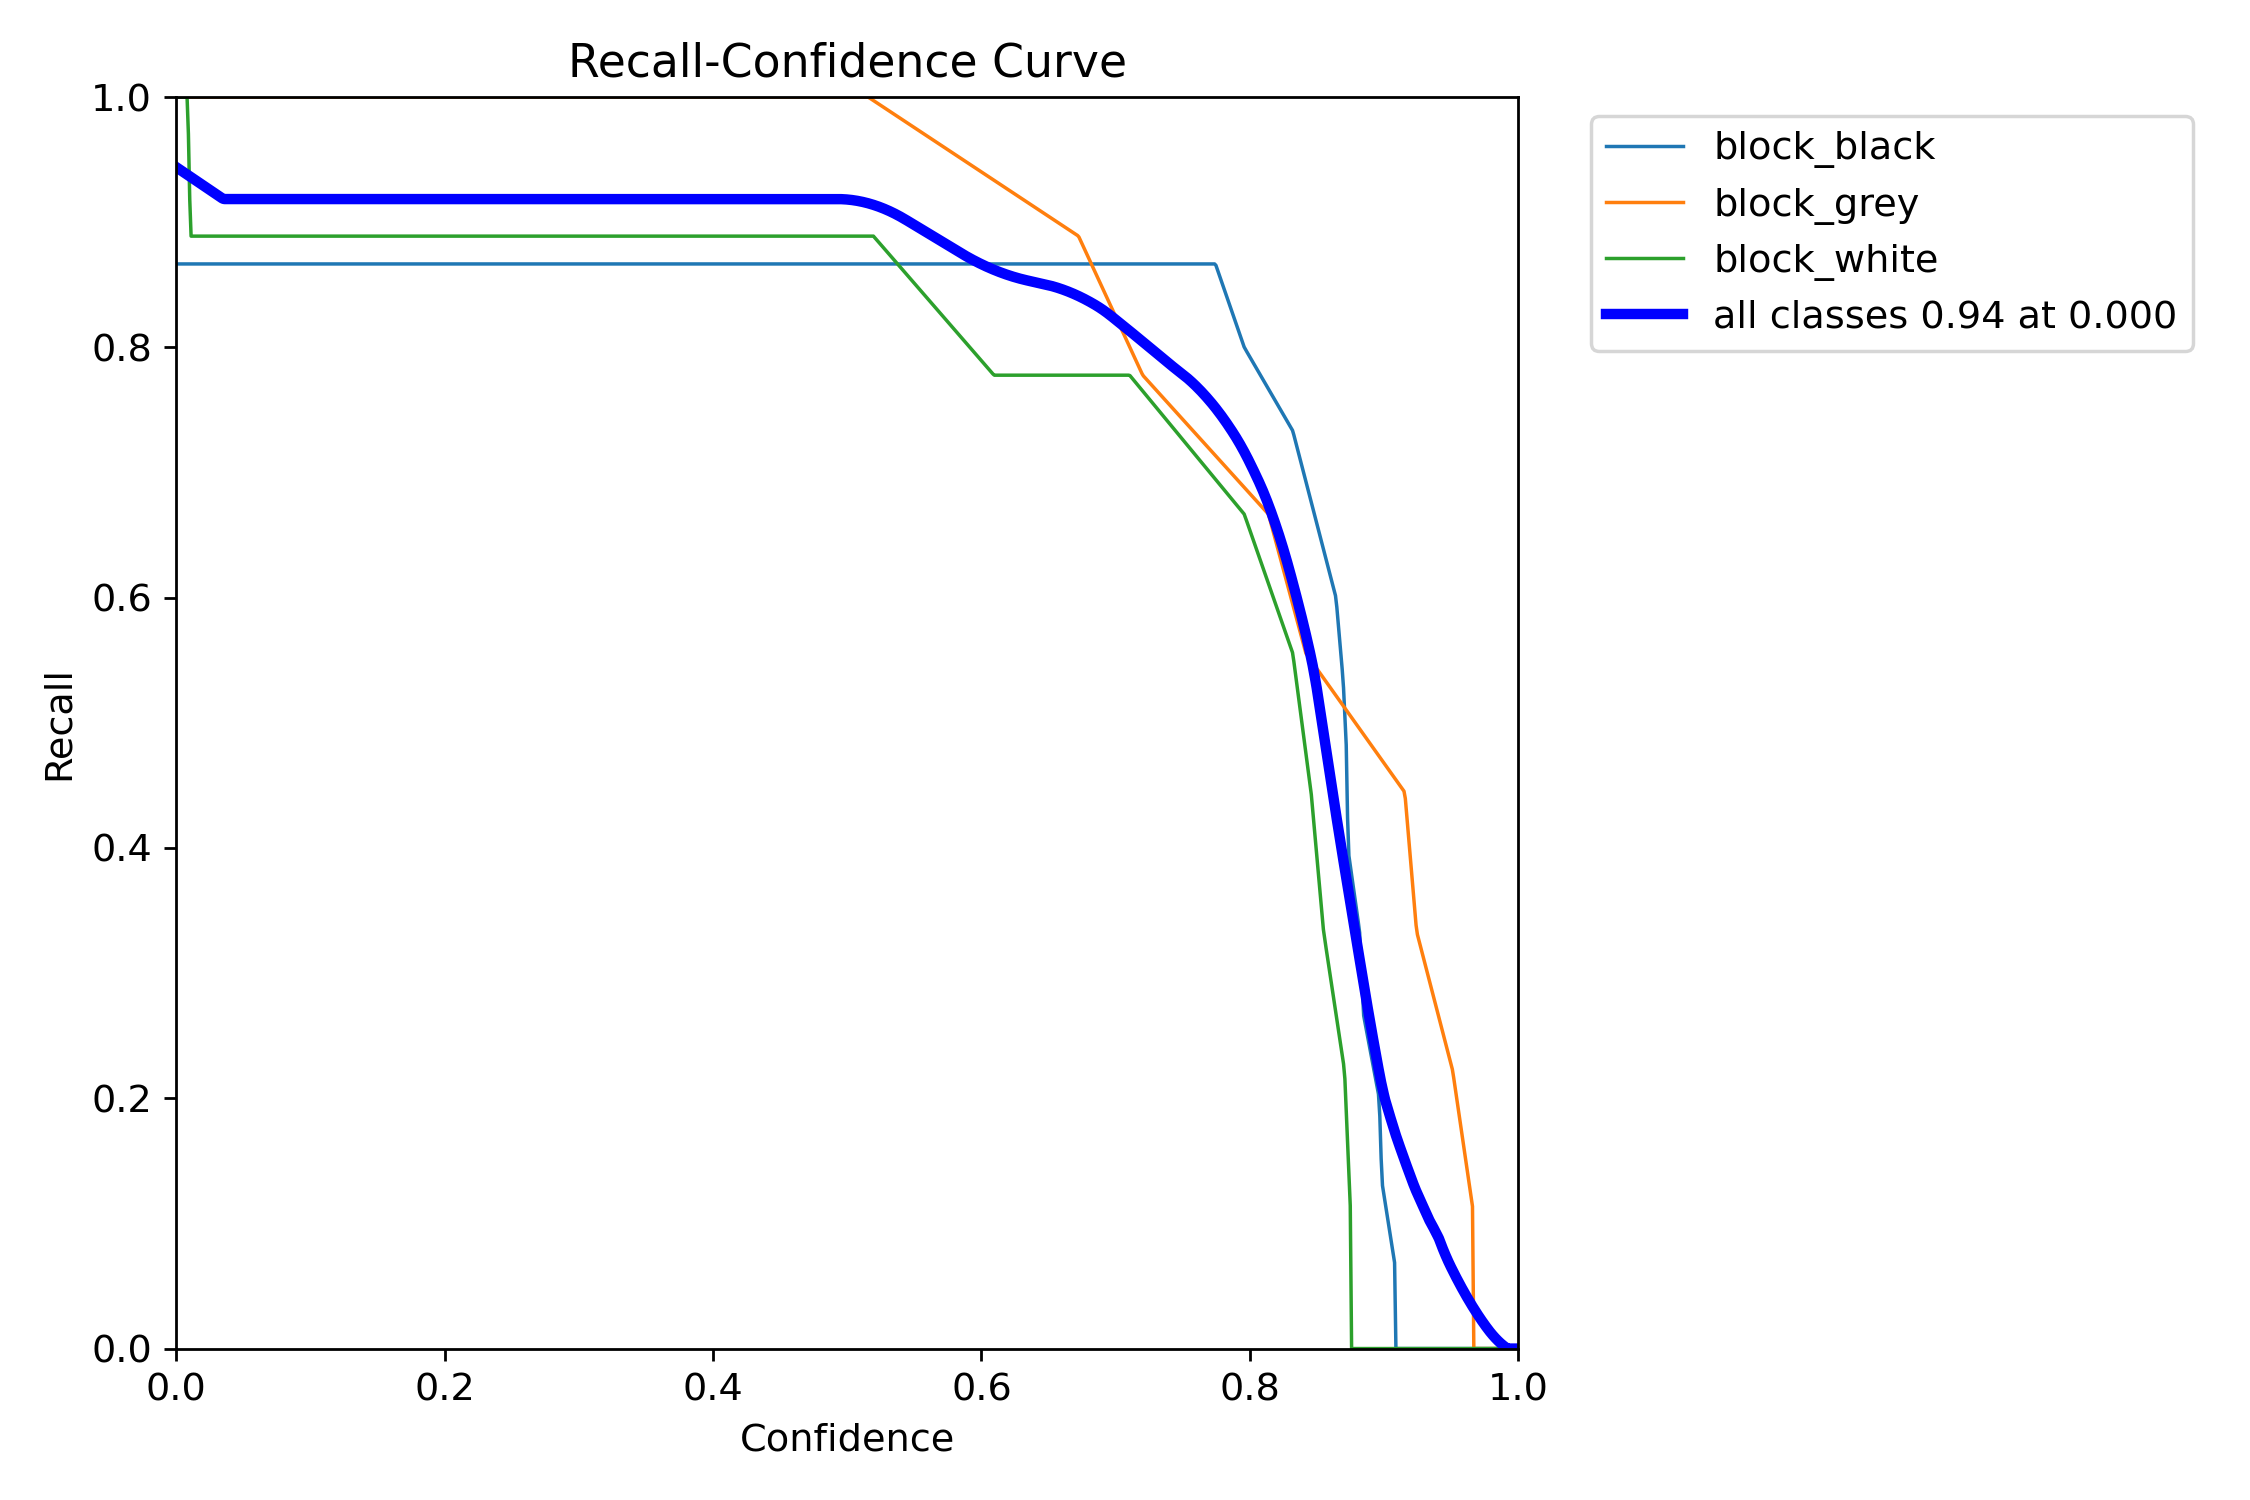 Recall-Confidence Curve
1.0
0.8
0.6
0.4
0.2
0.0
Recall
0.0 0.2 0.4 0.6 0.8 1.0
Confidence
block_black
block_grey
block_white
all classes 0.94 at 0.000